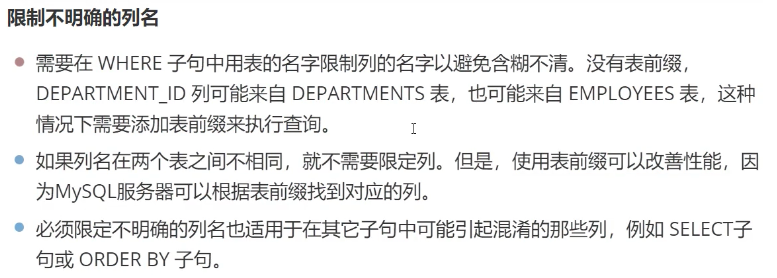 限制不明确的列名
需要在 WHERE 子句中用表的名字限制列的名字以避免含糊不清。没有表前缀，
DEPARTMENT_ID 列可能来自 DEPARTMENTS 表，也可能来自 EMPLOYEES 表，这种
情况下需要添加表前缀来执行查询。
如果列名在两个表之间不相同，就不需要限定列。但是，使用表前缀可以改善性能，因
为MySQL服务器可以根据表前缀找到对应的列。
必须限定不明确的列名也适用于在其它子句中可能引起混淆的那些列，例如 SELECT子
句或 ORDER BY 子句。